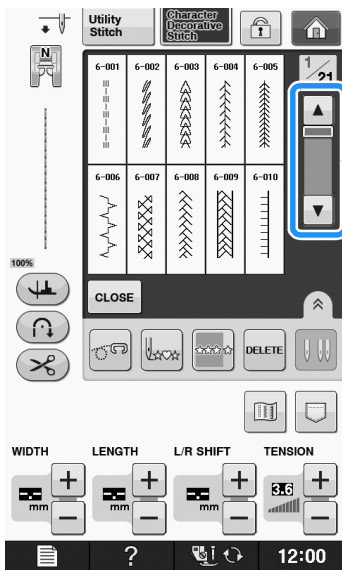 Utility
Stitch
Character
Decorative
Stitch
N
6-001 6-002 6-003 6-004 6-005
1/21
6-006 6-007 6-008 6-009 6-010
100%
CLOSE
DELETE
WIDTH LENGTH L/R SHIFT TENSION
mm mm mm 3.6
? 12:00